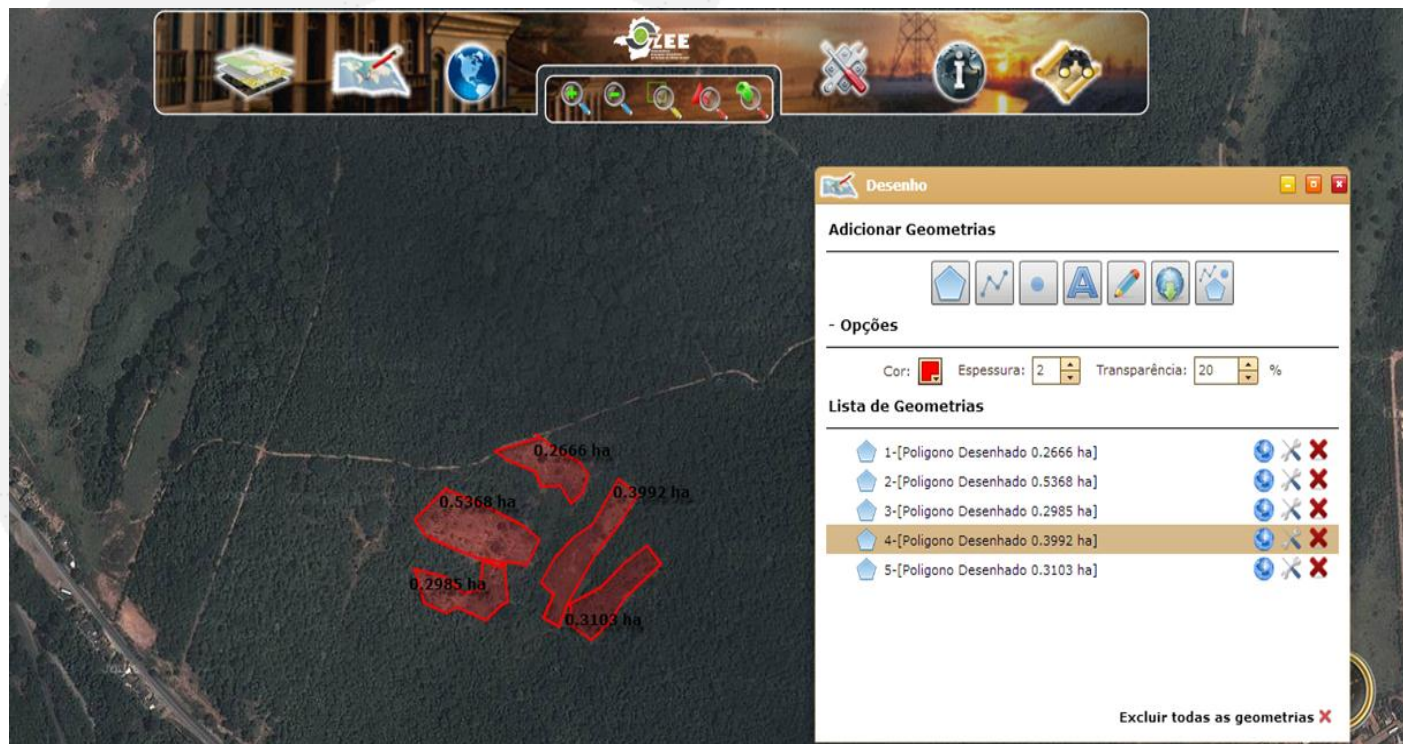 ZEE
Desenho
Adicionar Geometrias
- Opções
Cor: Espessura: 2 Transparência: 20 %
Lista de Geometrias
1-[Poligono Desenhado 0.2666 ha]
2-[Poligono Desenhado 0.5368 ha]
3-[Poligono Desenhado 0.2985 ha]
4-[Poligono Desenhado 0.3992 ha]
5-[Poligono Desenhado 0.3103 ha]
Excluir todas as geometrias
0.2666 ha
0.3992 ha
0.5368 ha
0.2985 ha
0.3103 ha